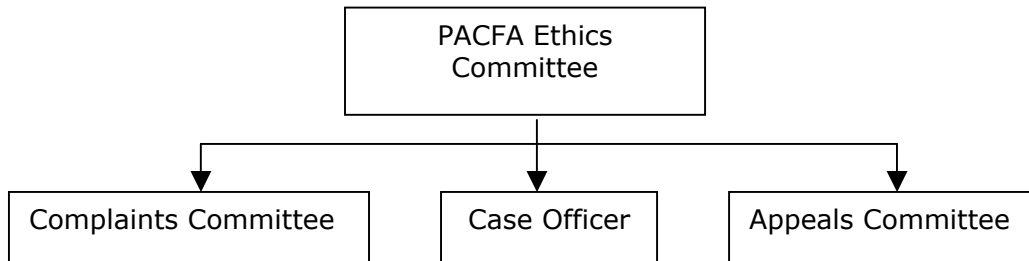 PACFA Ethics
Committee
Complaints Committee
Case Officer
Appeals Committee